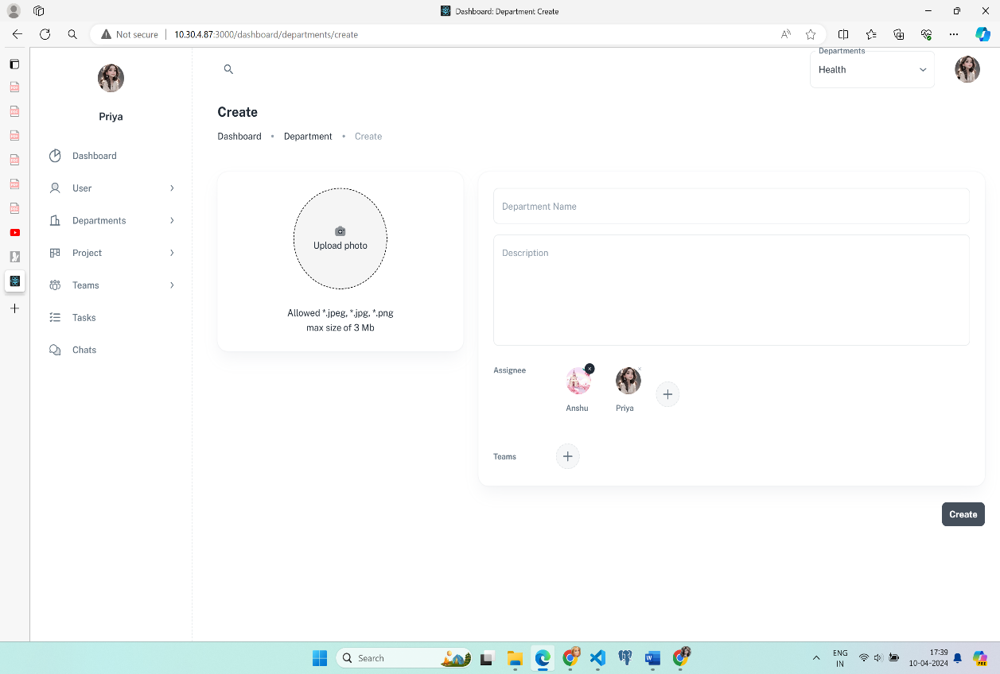 Dashboard: Department Create
Not secure
10.30.4.87:3000/dashboard/departments/create
Priya
Dashboard
User
Departments
Project
Teams
Tasks
Chats
Departments
Health
Create
Dashboard • Department • Create
Upload photo
Allowed *.jpeg, *.jpg, *.png
max size of 3 Mb
Department Name
Description
Assignee
Anshu
Priya
Teams
Create
Search
ENG
IN
17:39
10-04-2024